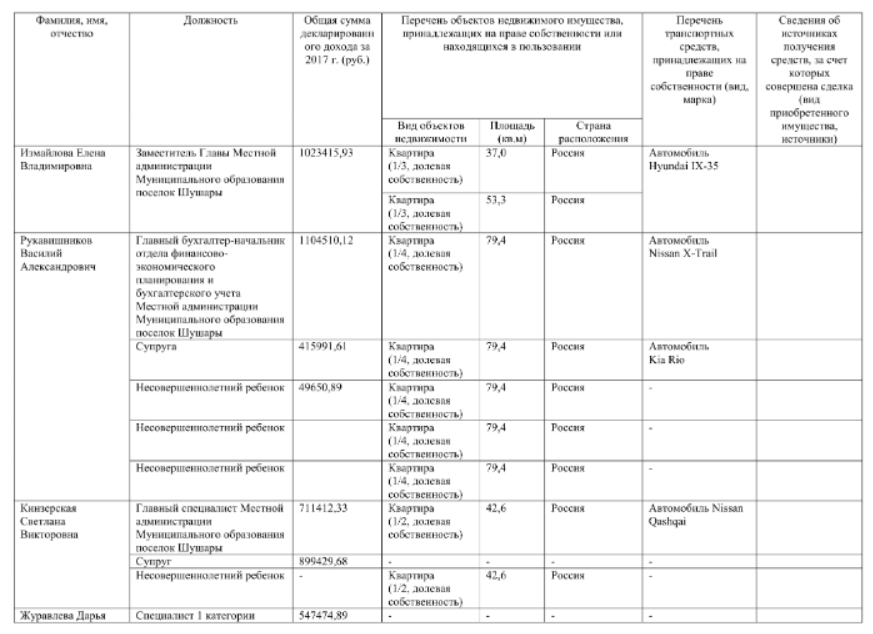 Фамилия, имя,
отчество
Должность
Общая сумма
декларированн
ого дохода за
2017 г. (руб.)
Перечень объектов недвижимого имущества,
принадлежащих на праве собственности или
находящихся в пользовании
Перечень
транспортных
средств,
принадлежащих на
праве
собственности (вид,
марка)
Сведения об
источниках
получения
средств, за счет
которых
совершена сделка
(вид
приобретенного
имущества,
источники)
Вид объектов
недвижимости
Площадь
(кв.м)
Страна
расположения
Измайлова Елена
Владимировна
Заместитель Главы Местной
администрации
Муниципального образования
поселок Шушары
1023415,93
Квартира
(1/3, долевая
собственность)
37,0
Россия
Автомобиль
Hyundai IX-35
Квартира
(1/3, долевая
собственность)
53,3
Россия
Рукавишников
Василий
Александрович
Главный бухгалтер-начальник
отдела финансово-
экономического
планирования и
бухгалтерского учета
Местной администрации
Муниципального образования
поселок Шушары
1104510,12
Квартира
(1/4, долевая
собственность)
79,4
Россия
Автомобиль
Nissan X-Trail
Супруга
415991,61
Квартира
(1/4, долевая
собственность)
79,4
Россия
Автомобиль
Kia Rio
Несовершеннолетний ребенок
49650,89
Квартира
(1/4, долевая
собственность)
79,4
Россия
-
Несовершеннолетний ребенок
Квартира
(1/4, долевая
собственность)
79,4
Россия
-
Несовершеннолетний ребенок
Квартира
(1/4, долевая
собственность)
79,4
Россия
-
Кинзерская
Светлана
Викторовна
Главный специалист Местной
администрации
Муниципального образования
поселок Шушары
711412,33
Квартира
(1/2, долевая
собственность)
42,6
Россия
Автомобиль Nissan
Qashqai
Супруг
899429,68
-
-
-
-
Несовершеннолетний ребенок
-
Квартира
(1/2, долевая
собственность)
42,6
Россия
-
Журавлева Дарья
Специалист 1 категории
547474,89
-
-
-
-